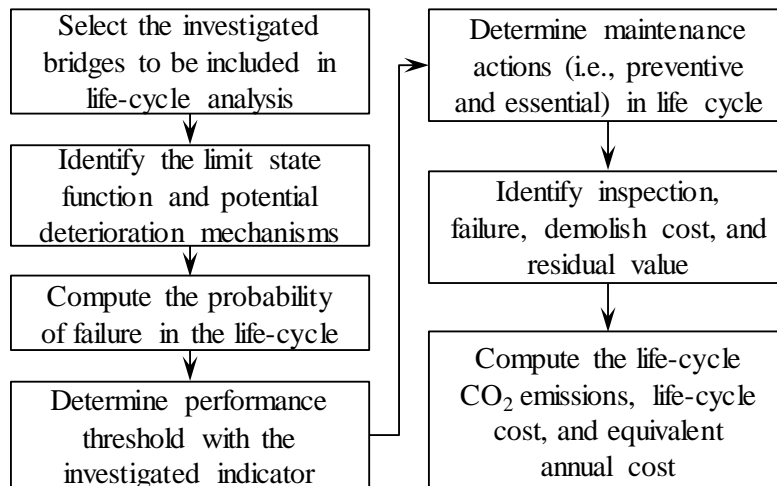 Select the investigated
bridges to be included in
life-cycle analysis
Identify the limit state
function and potential
deterioration mechanisms
Compute the probability
of failure in the life-cycle
Determine performance
threshold with the
investigated indicator
Determine maintenance
actions (i.e., preventive
and essential) in life cycle
Identify inspection,
failure, demolish cost, and
residual value
Compute the life-cycle
CO₂ emissions, life-cycle
cost, and equivalent
annual cost